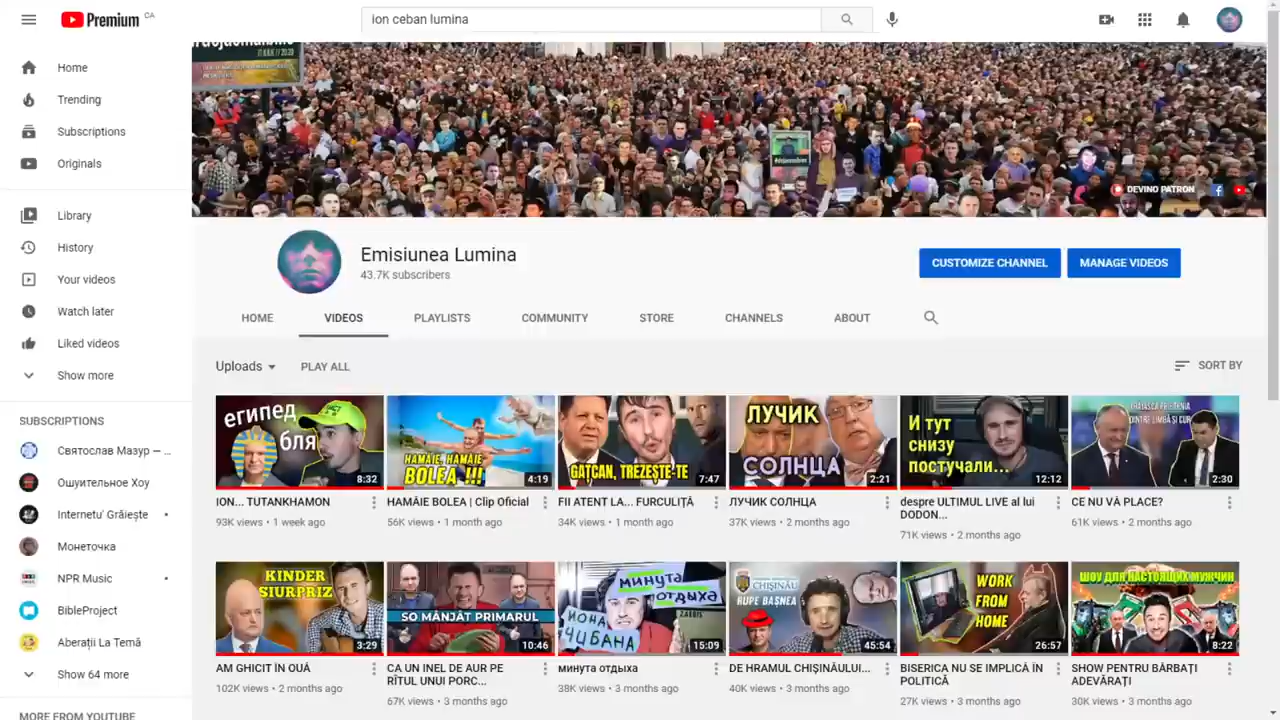 Premium CA
ion ceban lumina
Home
Trending
Subscriptions
Originals
Library
History
Your videos
Watch later
Liked videos
Show more
SUBSCRIPTIONS
Святослав Мазур — ...
Ошуительное Хоу
Internetu' Grăiește
Монеточка
NPR Music
BibleProject
Aberații La Temă
Show 64 more
MORE FROM YOUTUBE
DEVINO PATRON
Emisiunea Lumina
43.7K subscribers
CUSTOMIZE CHANNEL
MANAGE VIDEOS
HOME
VIDEOS
PLAYLISTS
COMMUNITY
STORE
CHANNELS
ABOUT
Uploads
PLAY ALL
SORT BY
египед
бля
8:32
ION... TUTANKHAMON
93K views • 1 week ago
HAMĂIE, HAMĂIE
BOLEA !!!
4:19
HAMĂIE BOLEA | Clip Oficial
56K views • 1 month ago
GAȚCAN, TREZEȘTE-TE
7:47
FII ATENT LA... FURCULIȚĂ
34K views • 1 month ago
ЛУЧИК
СОЛНЦА
2:21
ЛУЧИК СОЛНЦА
37K views • 2 months ago
И тут
снизу
постучали...
12:12
despre ULTIMUL LIVE al lui
DODON...
71K views • 2 months ago
2:30
CE NU VĂ PLACE?
61K views • 2 months ago
KINDER
SIURPRIZ
3:29
AM GHICIT ÎN OUĂ
102K views • 2 months ago
SO MÂNJÂT PRIMARUL
10:46
CA UN INEL DE AUR PE
RÎTUL UNUI PORC...
67K views • 3 months ago
минута
отдыха
иона
чибана
15:09
минута отдыха
38K views • 3 months ago
CHIȘINĂU
RUPE BAȘNEA
45:54
DE HRAMUL CHIȘINĂULUI...
40K views • 3 months ago
WORK
FROM
HOME
26:57
BISERICA NU SE IMPLICĂ ÎN
POLITICĂ
27K views • 3 months ago
ШОУ ДЛЯ НАСТОЯЩИХ МУЖЧИН
8:22
SHOW PENTRU BĂRBAȚI
ADEVĂRAȚI
30K views • 3 months ago